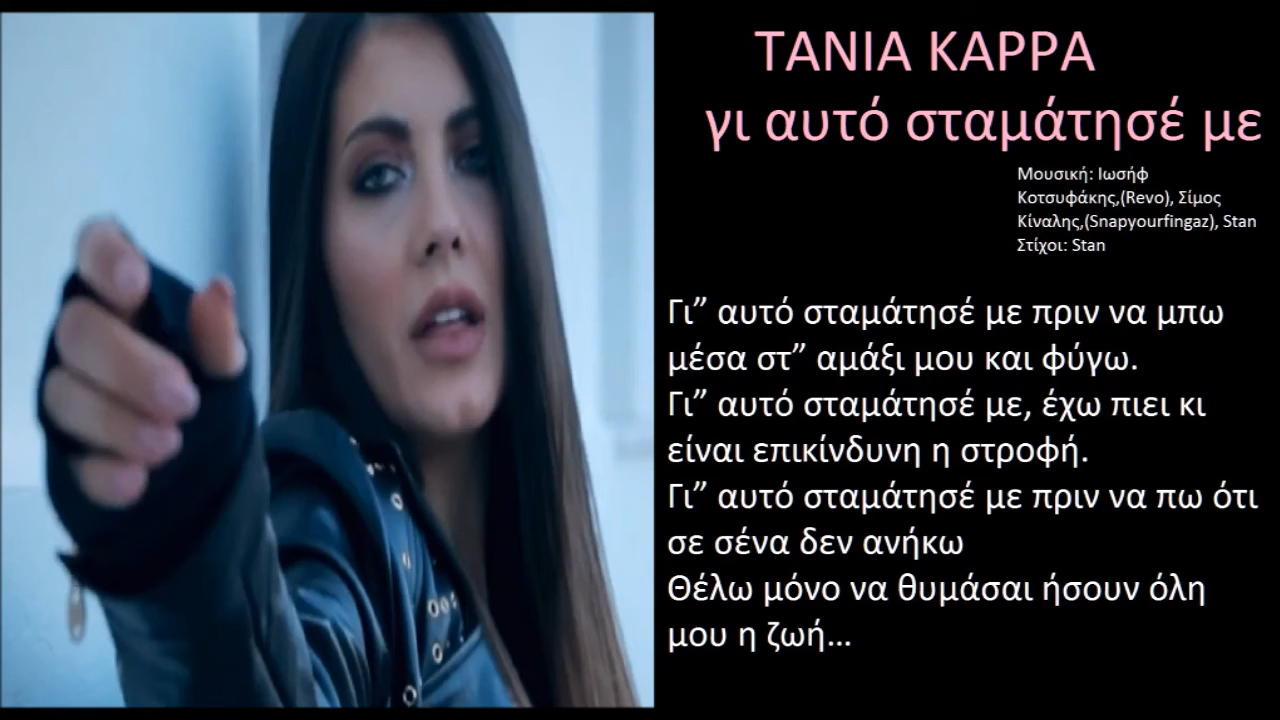 ΤΑΝΙΑ ΚΑΡΡΑ
γι αυτό σταμάτησέ με
Μουσική: Ιωσήφ
Κοτσυφάκης,(Revo), Σίμος
Κίναλης,(Snapyourfingaz), Stan
Στίχοι: Stan
Γι” αυτό σταμάτησέ με πριν να μπω
μέσα στ” αμάξι μου και φύγω.
Γι” αυτό σταμάτησέ με, έχω πιει κι
είναι επικίνδυνη η στροφή.
Γι” αυτό σταμάτησέ με πριν να πω ότι
σε σένα δεν ανήκω
Θέλω μόνο να θυμάσαι ήσουν όλη
μου η ζωή…